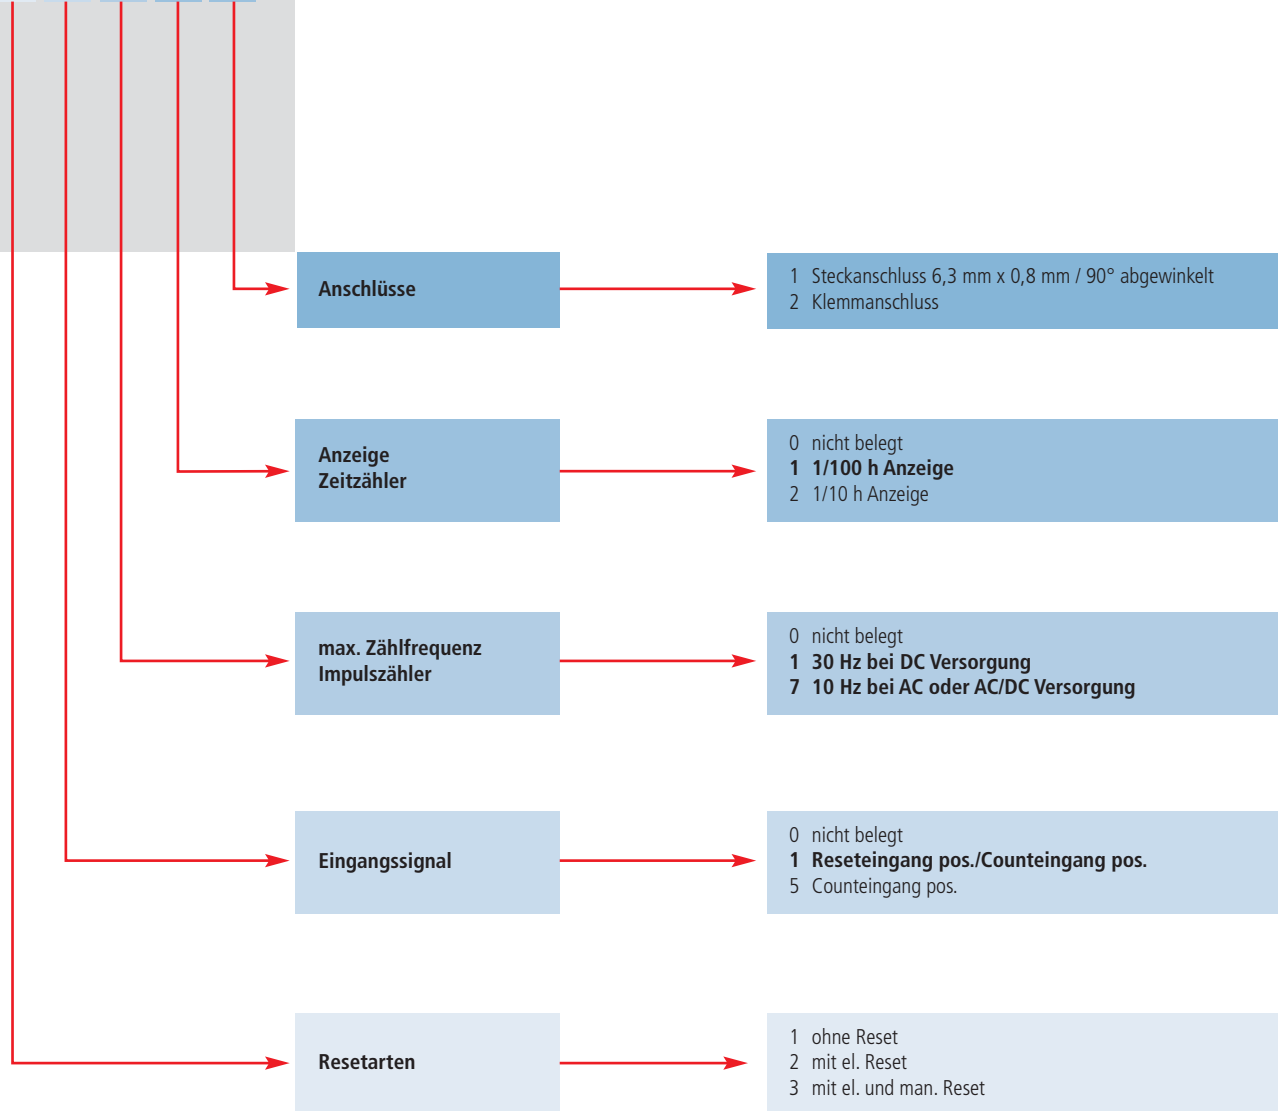 Anschlüsse
1 Steckanschluss 6,3 mm x 0,8 mm / 90° abgewinkelt
2 Klemmanschluss
Anzeige
Zeitzähler
0 nicht belegt
1 1/100 h Anzeige
2 1/10 h Anzeige
max. Zählfrequenz
Impulszähler
0 nicht belegt
1 30 Hz bei DC Versorgung
7 10 Hz bei AC oder AC/DC Versorgung
Eingangssignal
0 nicht belegt
1 Reseteingang pos./Counteingang pos.
5 Counteingang pos.
Resetarten
1 ohne Reset
2 mit el. Reset
3 mit el. und man. Reset